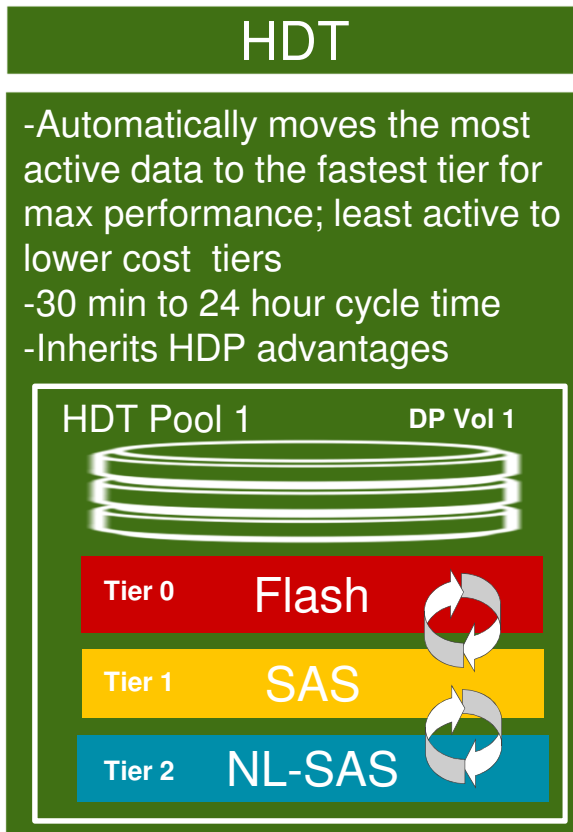 HDT
-Automatically moves the most
active data to the fastest tier for
max performance; least active to
lower cost  tiers
-30 min to 24 hour cycle time
-Inherits HDP advantages
HDT Pool 1
DP Vol 1
Tier 0
Flash
Tier 1
SAS
Tier 2
NL-SAS